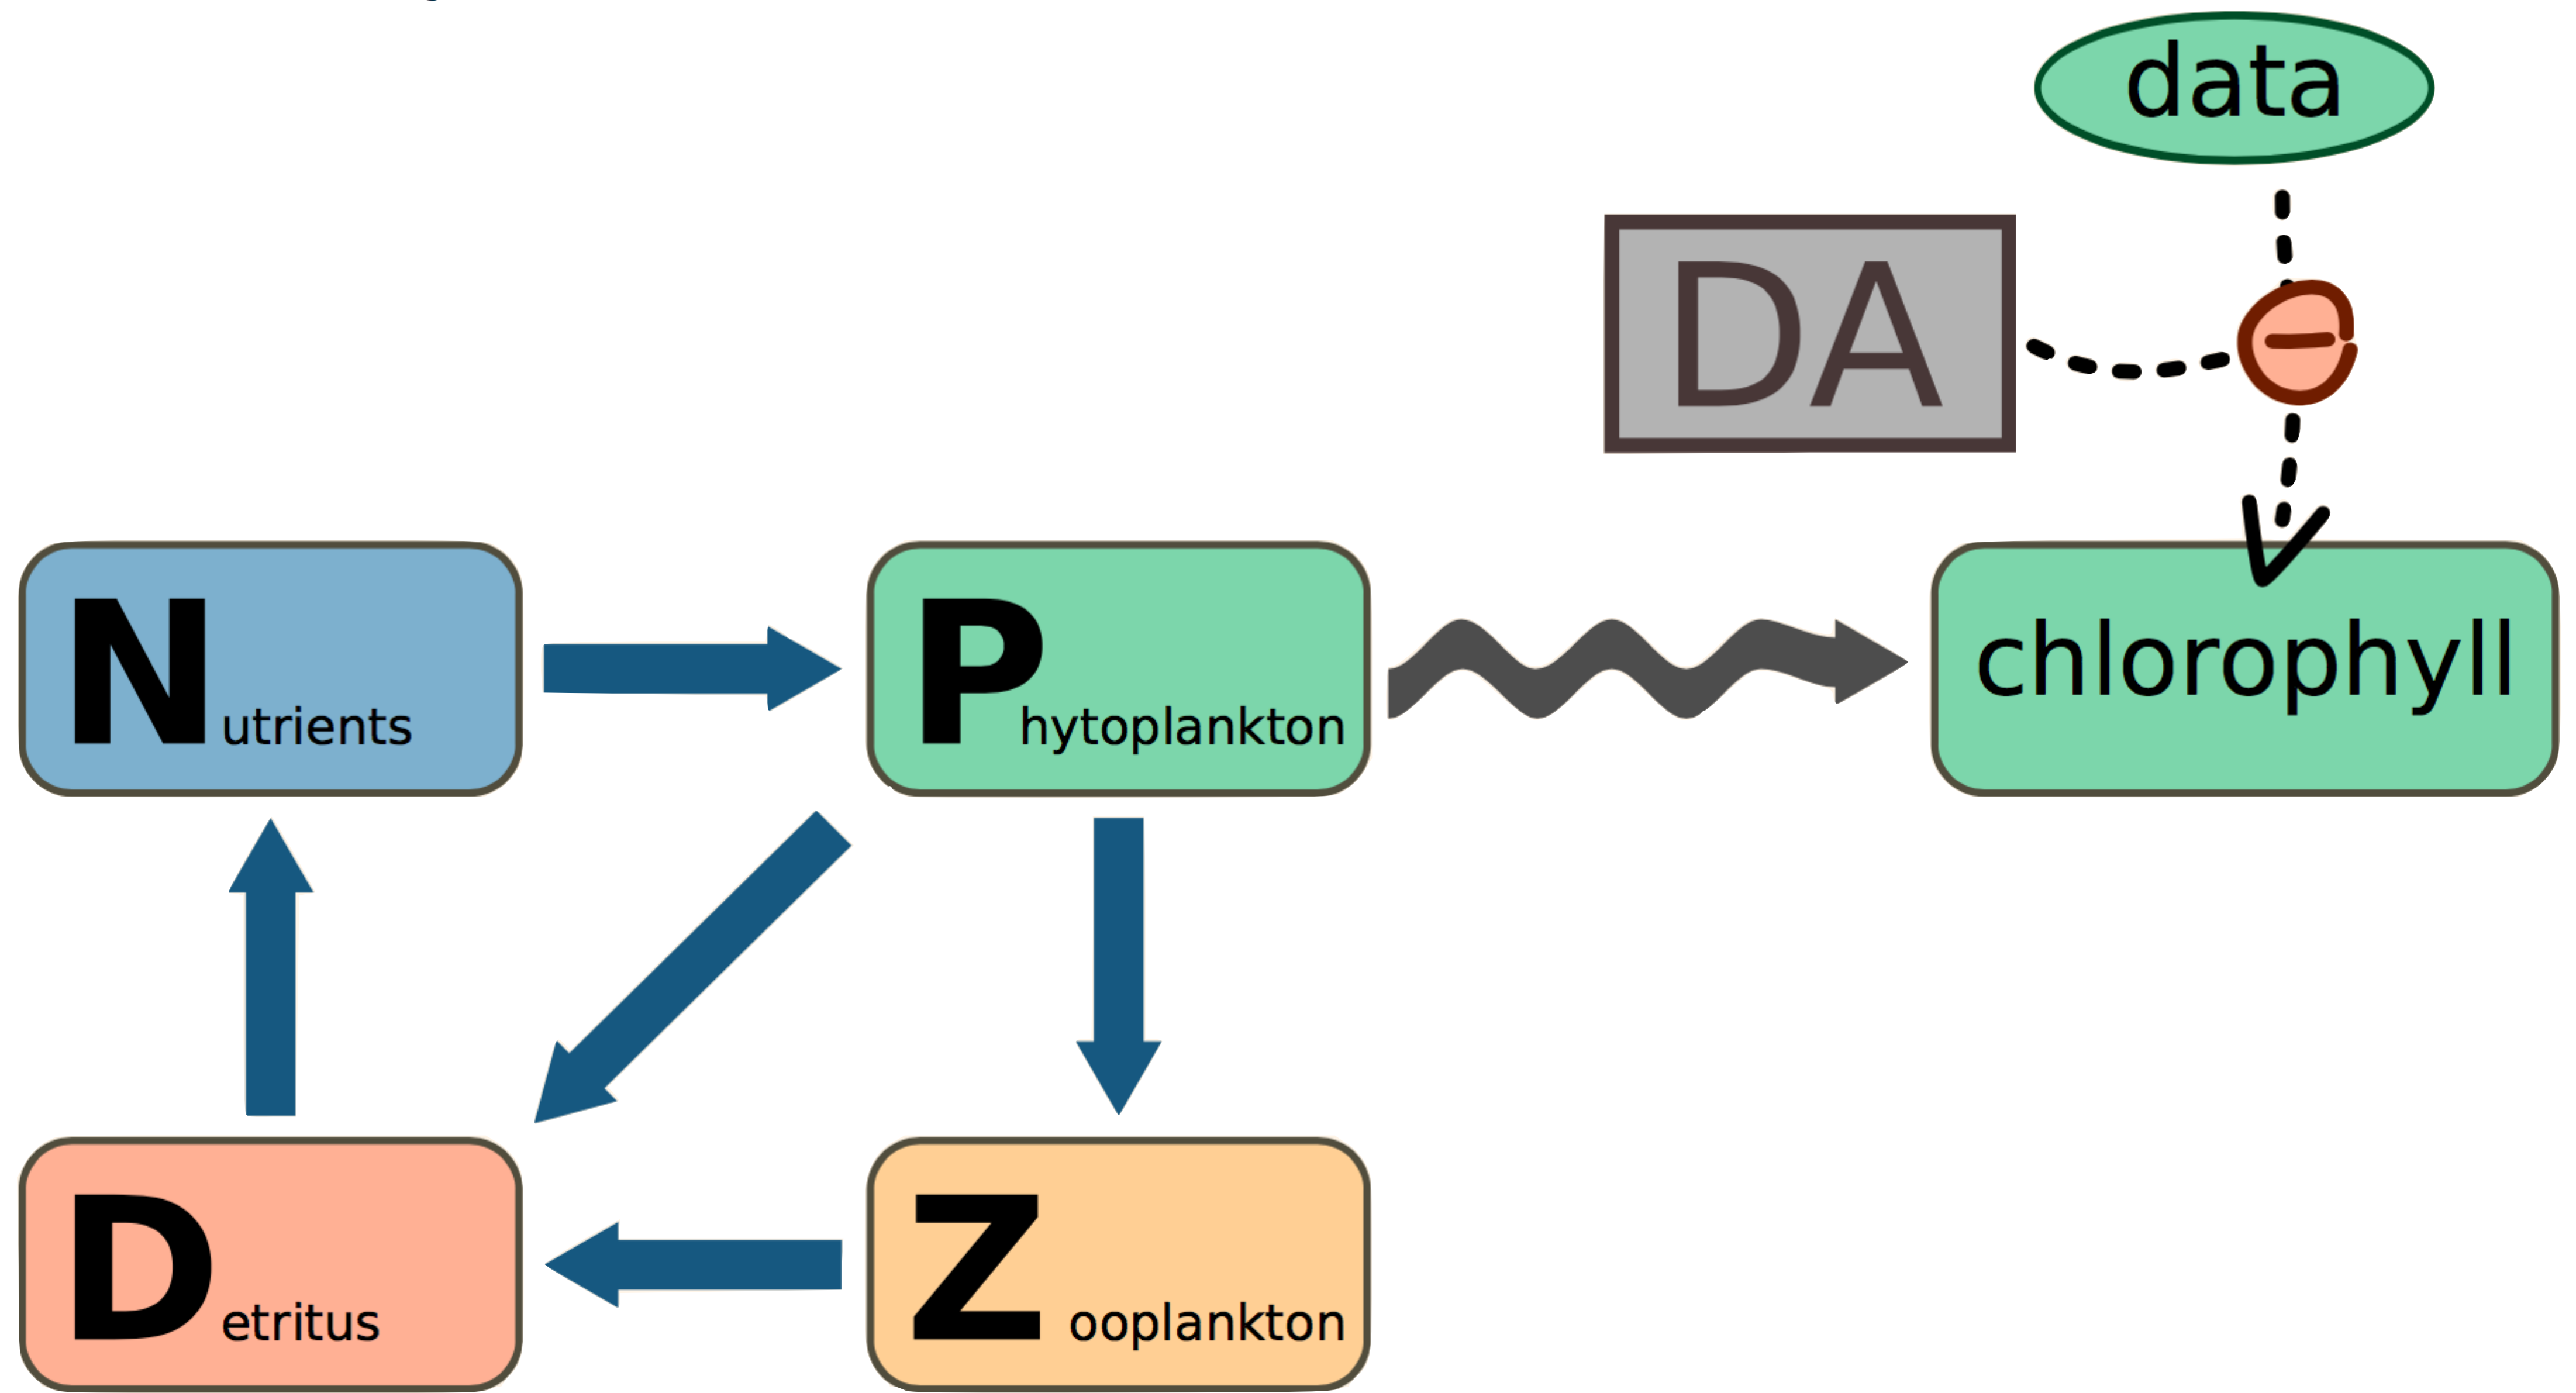 data
DA
Nutrients
Phytoplankton
chlorophyll
Detritus
Zooplankton